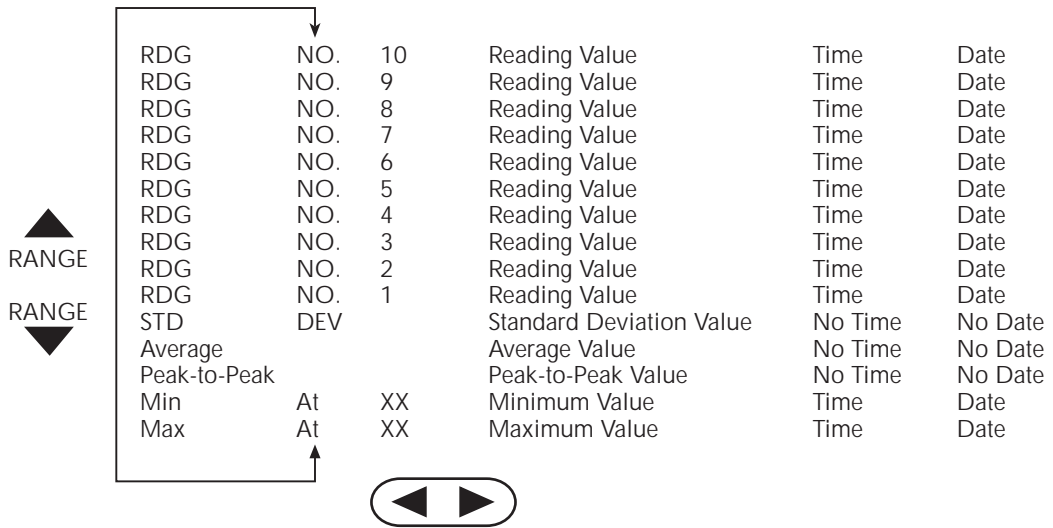 RDG NO. 10 Reading Value Time Date
RDG NO. 9 Reading Value Time Date
RDG NO. 8 Reading Value Time Date
RDG NO. 7 Reading Value Time Date
RDG NO. 6 Reading Value Time Date
RDG NO. 5 Reading Value Time Date
RDG NO. 4 Reading Value Time Date
RDG NO. 3 Reading Value Time Date
RDG NO. 2 Reading Value Time Date
RDG NO. 1 Reading Value Time Date
STD DEV Standard Deviation Value No Time No Date
Average Average Value No Time No Date
Peak-to-Peak Peak-to-Peak Value No Time No Date
Min At XX Minimum Value Time Date
Max At XX Maximum Value Time Date
RANGE
RANGE